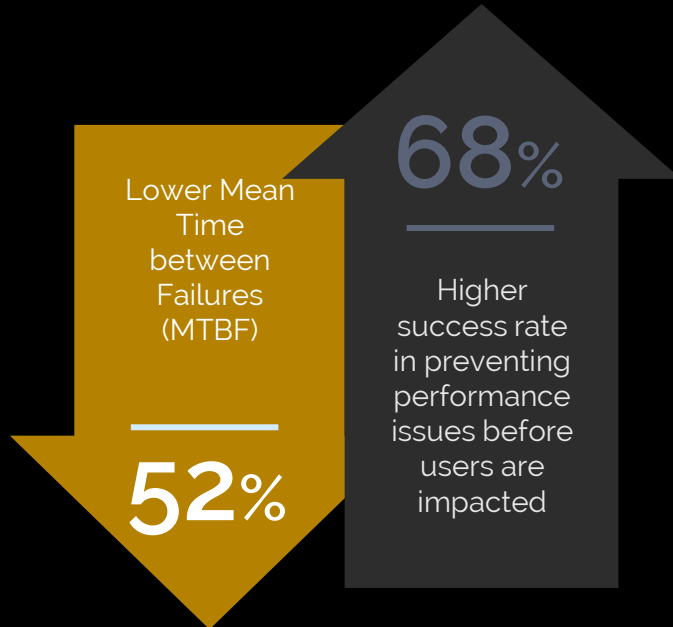 Lower Mean
Time
between
Failures
(MTBF)
52%
68%
Higher
success rate
in preventing
performance
issues before
users are
impacted